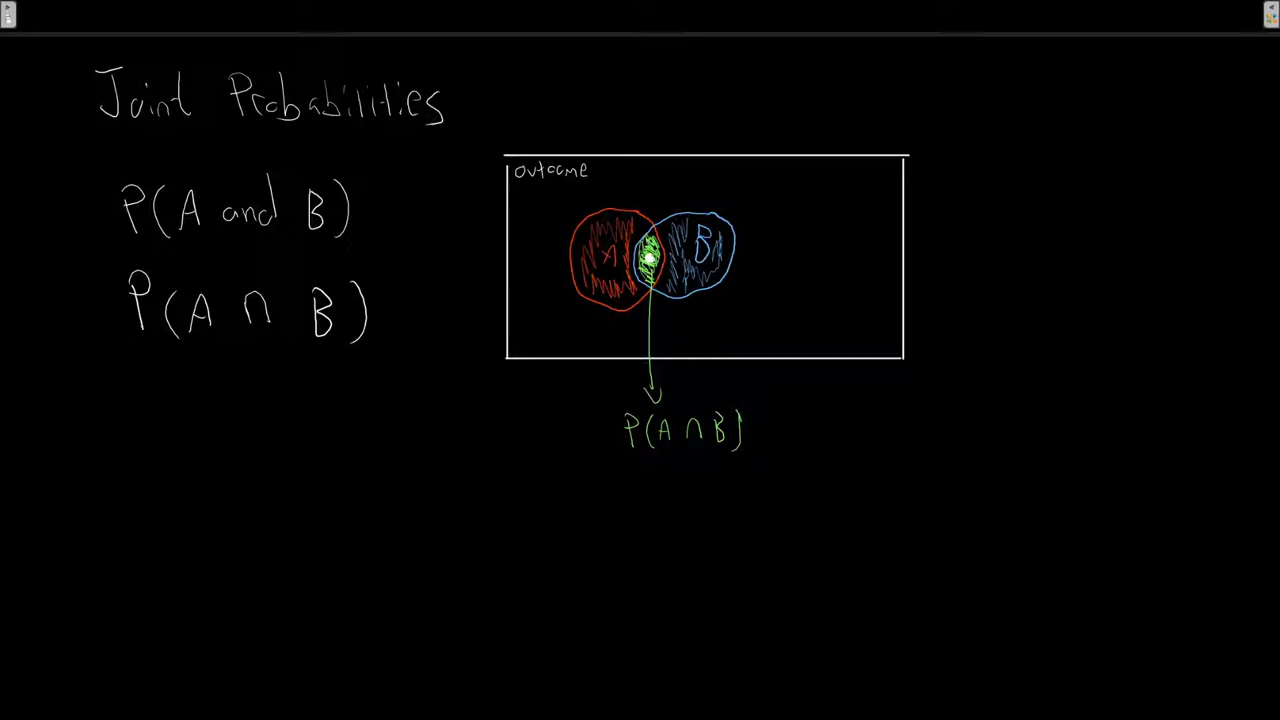 Joint Probabilities
P(A and B)
P(A ∩ B)
outcome
A
B
P(A ∩ B)